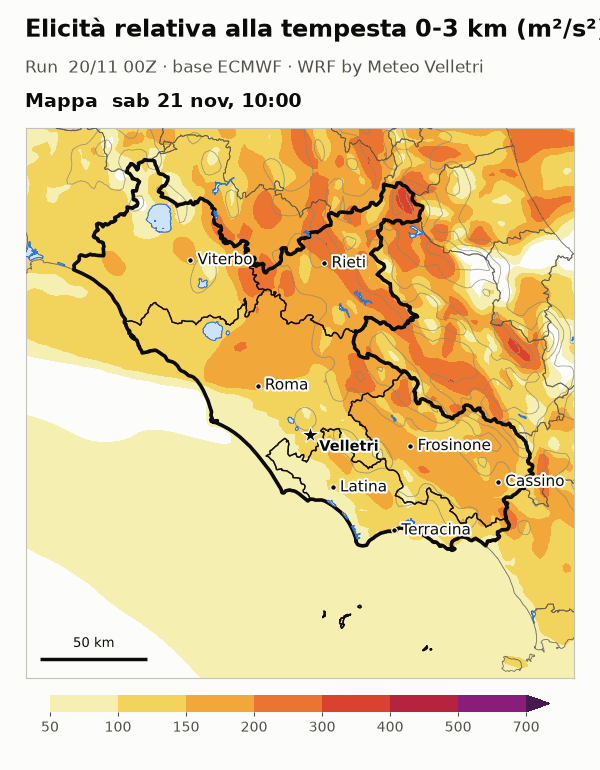 Elicità relativa alla tempesta 0-3 km (m²/s²)
Run  20/11 00Z · base ECMWF · WRF by Meteo Velletri
Mappa  sab 21 nov, 10:00
Viterbo
Rieti
Roma
Velletri
Frosinone
Cassino
Latina
Terracina
50 km
50 100 150 200 300 400 500 700